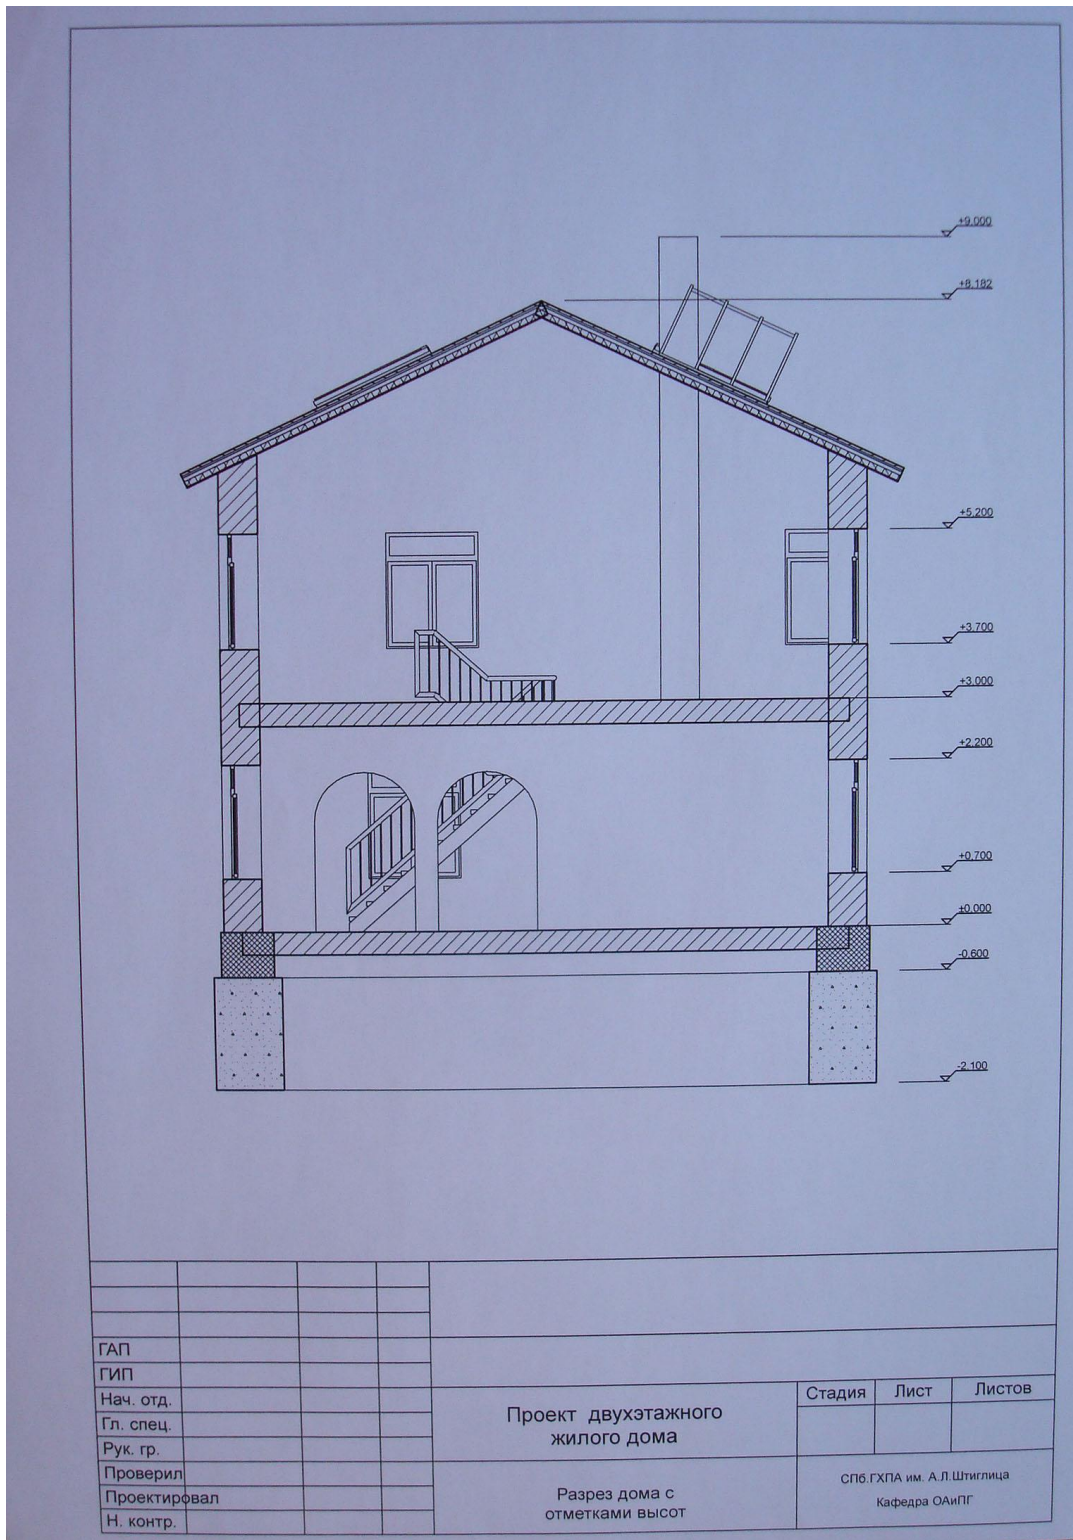 +9.000
+8.182
+5.200
+3.700
+3.000
+2.200
+0.700
+0.000
-0.600
-2.100
ГАП
ГИП
Нач. отд.
Гл. спец.
Рук. гр.
Проверил
Проектировал
Н. контр.
Проект двухэтажного
жилого дома
Разрез дома с
отметками высот
Стадия Лист Листов
СПб.ГХПА им. А.Л.Штиглица
Кафедра ОАиПГ